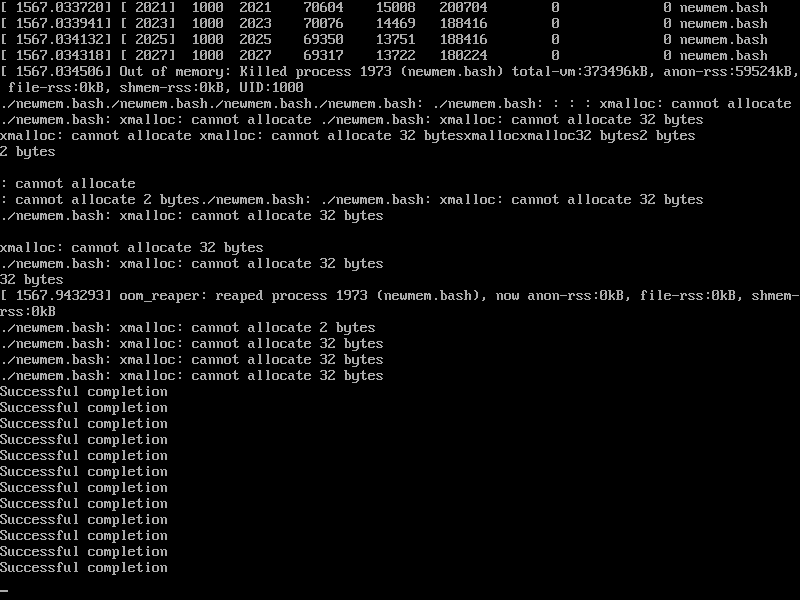 [ 1567.033720] [ 2021]  1000  2021    70604    15008   200704        0             0 newmem.bash
[ 1567.033941] [ 2023]  1000  2023    70076    14469   188416        0             0 newmem.bash
[ 1567.034132] [ 2025]  1000  2025    69350    13751   188416        0             0 newmem.bash
[ 1567.034318] [ 2027]  1000  2027    69317    13722   180224        0             0 newmem.bash
[ 1567.034506] Out of memory: Killed process 1973 (newmem.bash) total-vm:373496kB, anon-rss:59524kB,
 file-rss:0kB, shmem-rss:0kB, UID:1000
./newmem.bash./newmem.bash./newmem.bash./newmem.bash: ./newmem.bash: : : : xmalloc: cannot allocate
./newmem.bash: xmalloc: cannot allocate ./newmem.bash: xmalloc: cannot allocate 32 bytes
xmalloc: cannot allocate xmalloc: cannot allocate 32 bytesxmallocxmalloc32 bytes2 bytes
2 bytes

: cannot allocate
: cannot allocate 2 bytes./newmem.bash: ./newmem.bash: xmalloc: cannot allocate 32 bytes
./newmem.bash: xmalloc: cannot allocate 32 bytes

xmalloc: cannot allocate 32 bytes
./newmem.bash: xmalloc: cannot allocate 32 bytes
32 bytes
[ 1567.943293] oom_reaper: reaped process 1973 (newmem.bash), now anon-rss:0kB, file-rss:0kB, shmem-
rss:0kB
./newmem.bash: xmalloc: cannot allocate 2 bytes
./newmem.bash: xmalloc: cannot allocate 32 bytes
./newmem.bash: xmalloc: cannot allocate 32 bytes
./newmem.bash: xmalloc: cannot allocate 32 bytes
Successful completion
Successful completion
Successful completion
Successful completion
Successful completion
Successful completion
Successful completion
Successful completion
Successful completion
Successful completion
Successful completion
Successful completion